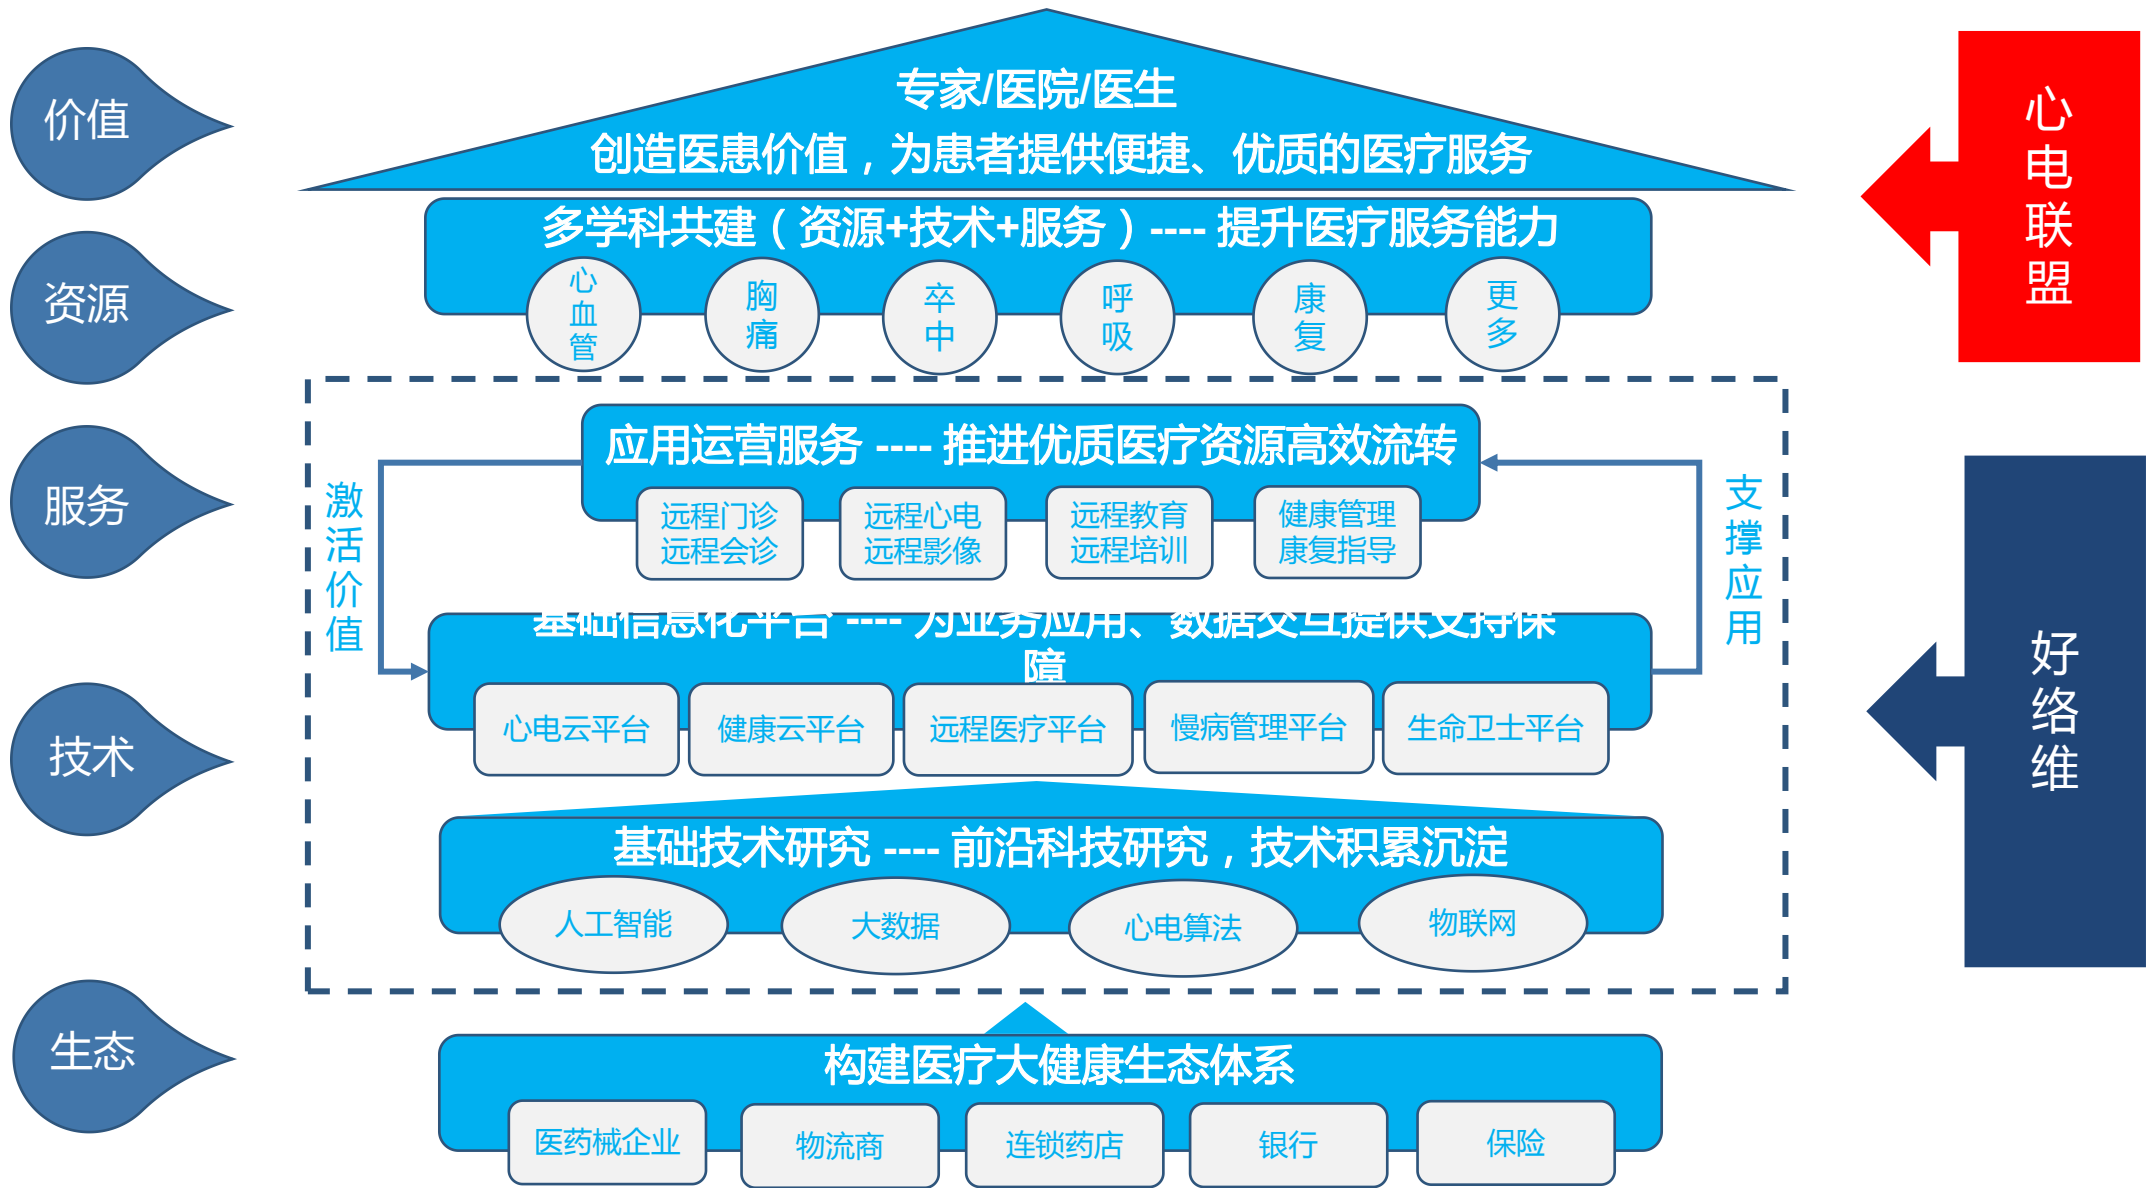 价值
专家/医院/医生
创造医患价值，为患者提供便捷、优质的医疗服务
资源
多学科共建（资源+技术+服务）---- 提升医疗服务能力
心血管
胸痛
卒中
呼吸
康复
更多
心电联盟
服务
激活价值
应用运营服务 ---- 推进优质医疗资源高效流转
远程门诊
远程会诊
远程心电
远程影像
远程教育
远程培训
健康管理
康复指导
支撑应用
技术
基础信息化平台 ---- 为业务应用、数据交互提供支持保
障
心电云平台
健康云平台
远程医疗平台
慢病管理平台
生命卫士平台
基础技术研究 ---- 前沿科技研究，技术积累沉淀
人工智能
大数据
心电算法
物联网
好络维
生态
构建医疗大健康生态体系
医药械企业
物流商
连锁药店
银行
保险